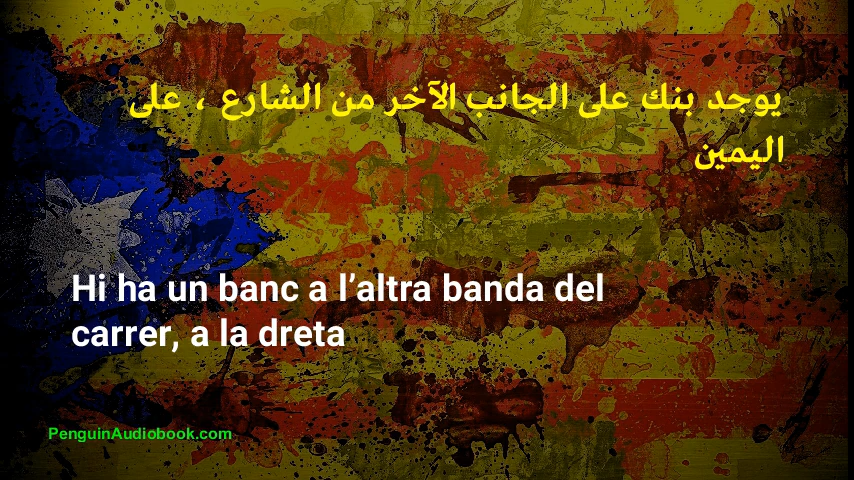 يوجد بنك على الجانب الآخر من الشارع ، على
اليمين
Hi ha un banc a l’altra banda del
carrer, a la dreta
PenguinAudiobook.com